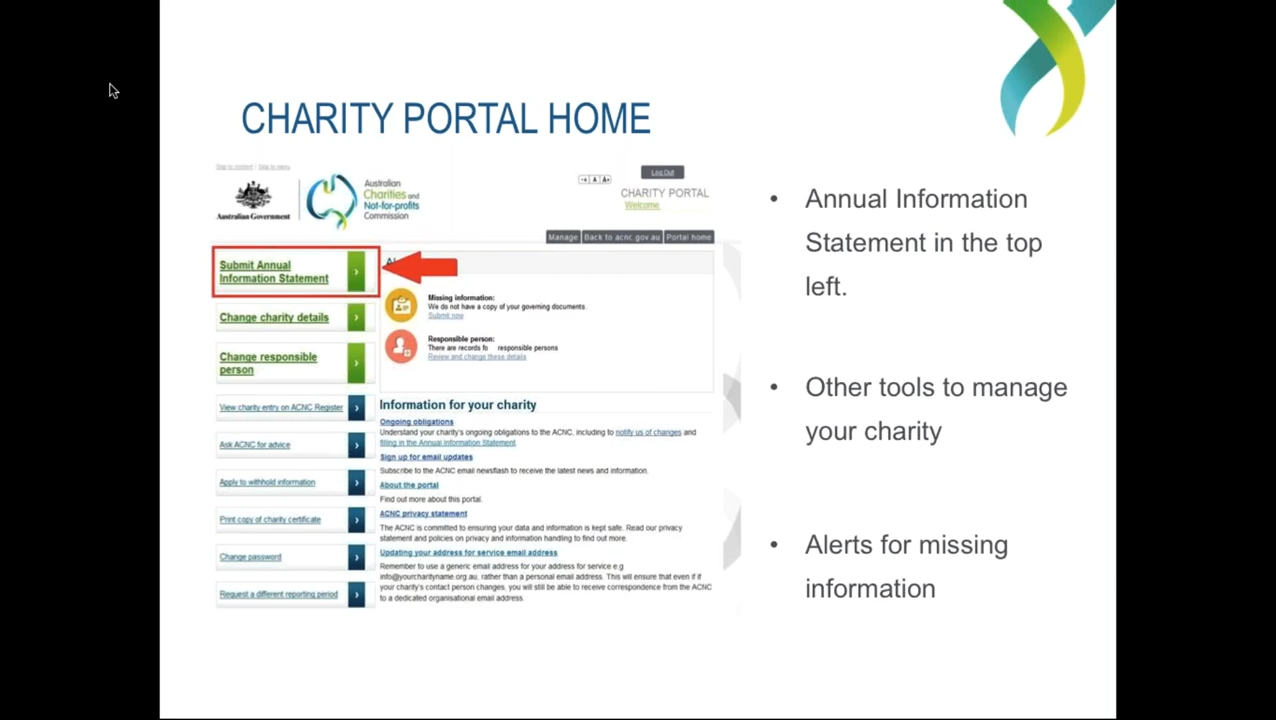 CHARITY PORTAL HOME
Skip to content | Skip to menu
Australian Government
Australian
Charities and
Not-for-profits
Commission
-A A A+
Log Out
CHARITY PORTAL
Welcome
Manage
Back to acnc.gov.au
Portal home
Submit Annual
Information Statement
Change charity details
Change responsible
person
View charity entry on ACNC Register
Ask ACNC for advice
Apply to withhold information
Print copy of charity certificate
Change password
Request a different reporting period
Missing information:
We do not have a copy of your governing documents.
Submit now
Responsible person:
There are records fo responsible persons
Review and change these details
Information for your charity
Ongoing obligations
Understand your charity's ongoing obligations to the ACNC, including to notify us of changes and
filling in the Annual Information Statement
Sign up for email updates
Subscribe to the ACNC email newsflash to receive the latest news and information.
About the portal
Find out more about this portal.
ACNC privacy statement
The ACNC is committed to ensuring your data and information is kept safe. Read our privacy
statement and policies on privacy and information handling to find out more.
Updating your address for service email address
Remember to use a generic email address for your address for service e.g
info@yourcharityname.org.au, rather than a personal email address. This will ensure that even if if
your charity's contact person changes, you will still be able to receive correspondence from the ACNC
to a dedicated organisational email address.
• Annual Information
Statement in the top
left.
• Other tools to manage
your charity
• Alerts for missing
information